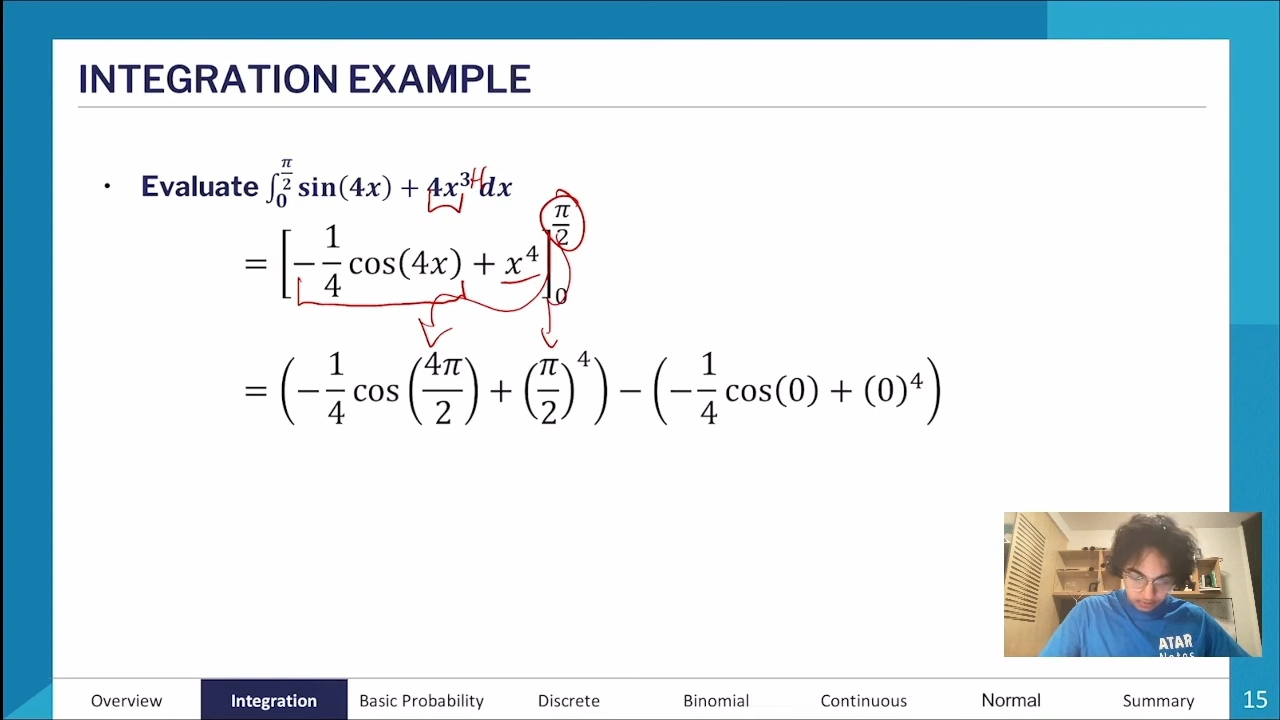 INTEGRATION EXAMPLE
• Evaluate ∫₀^(π/2) sin(4x) + 4x³ 4 dx
= [−1/4 cos(4x) + x⁴]₀^(π/2)
= (−1/4 cos(4π/2) + (π/2)⁴) − (−1/4 cos(0) + (0)⁴)
ATAR
Notes
Overview Integration Basic Probability Discrete Binomial Continuous Normal Summary 15